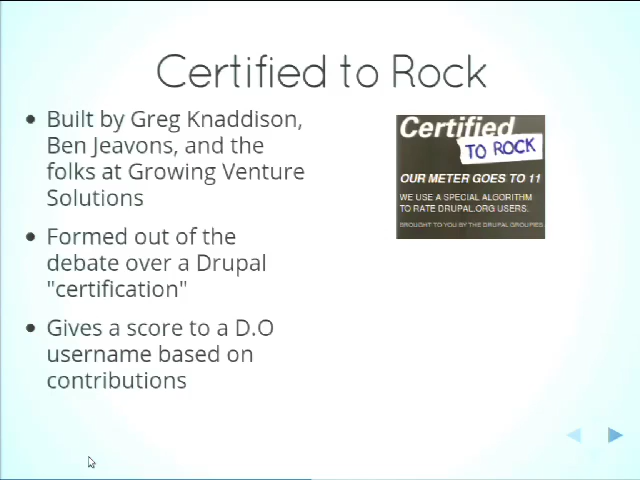 Certified to Rock
Built by Greg Knaddison,
Ben Jeavons, and the
folks at Growing Venture
Solutions
Formed out of the
debate over a Drupal
"certification"
Gives a score to a D.O
username based on
contributions
Certified
TO ROCK
OUR METER GOES TO 11
WE USE A SPECIAL ALGORITHM
TO RATE DRUPAL.ORG USERS.
BROUGHT TO YOU BY THE DRUPAL GROUPIES